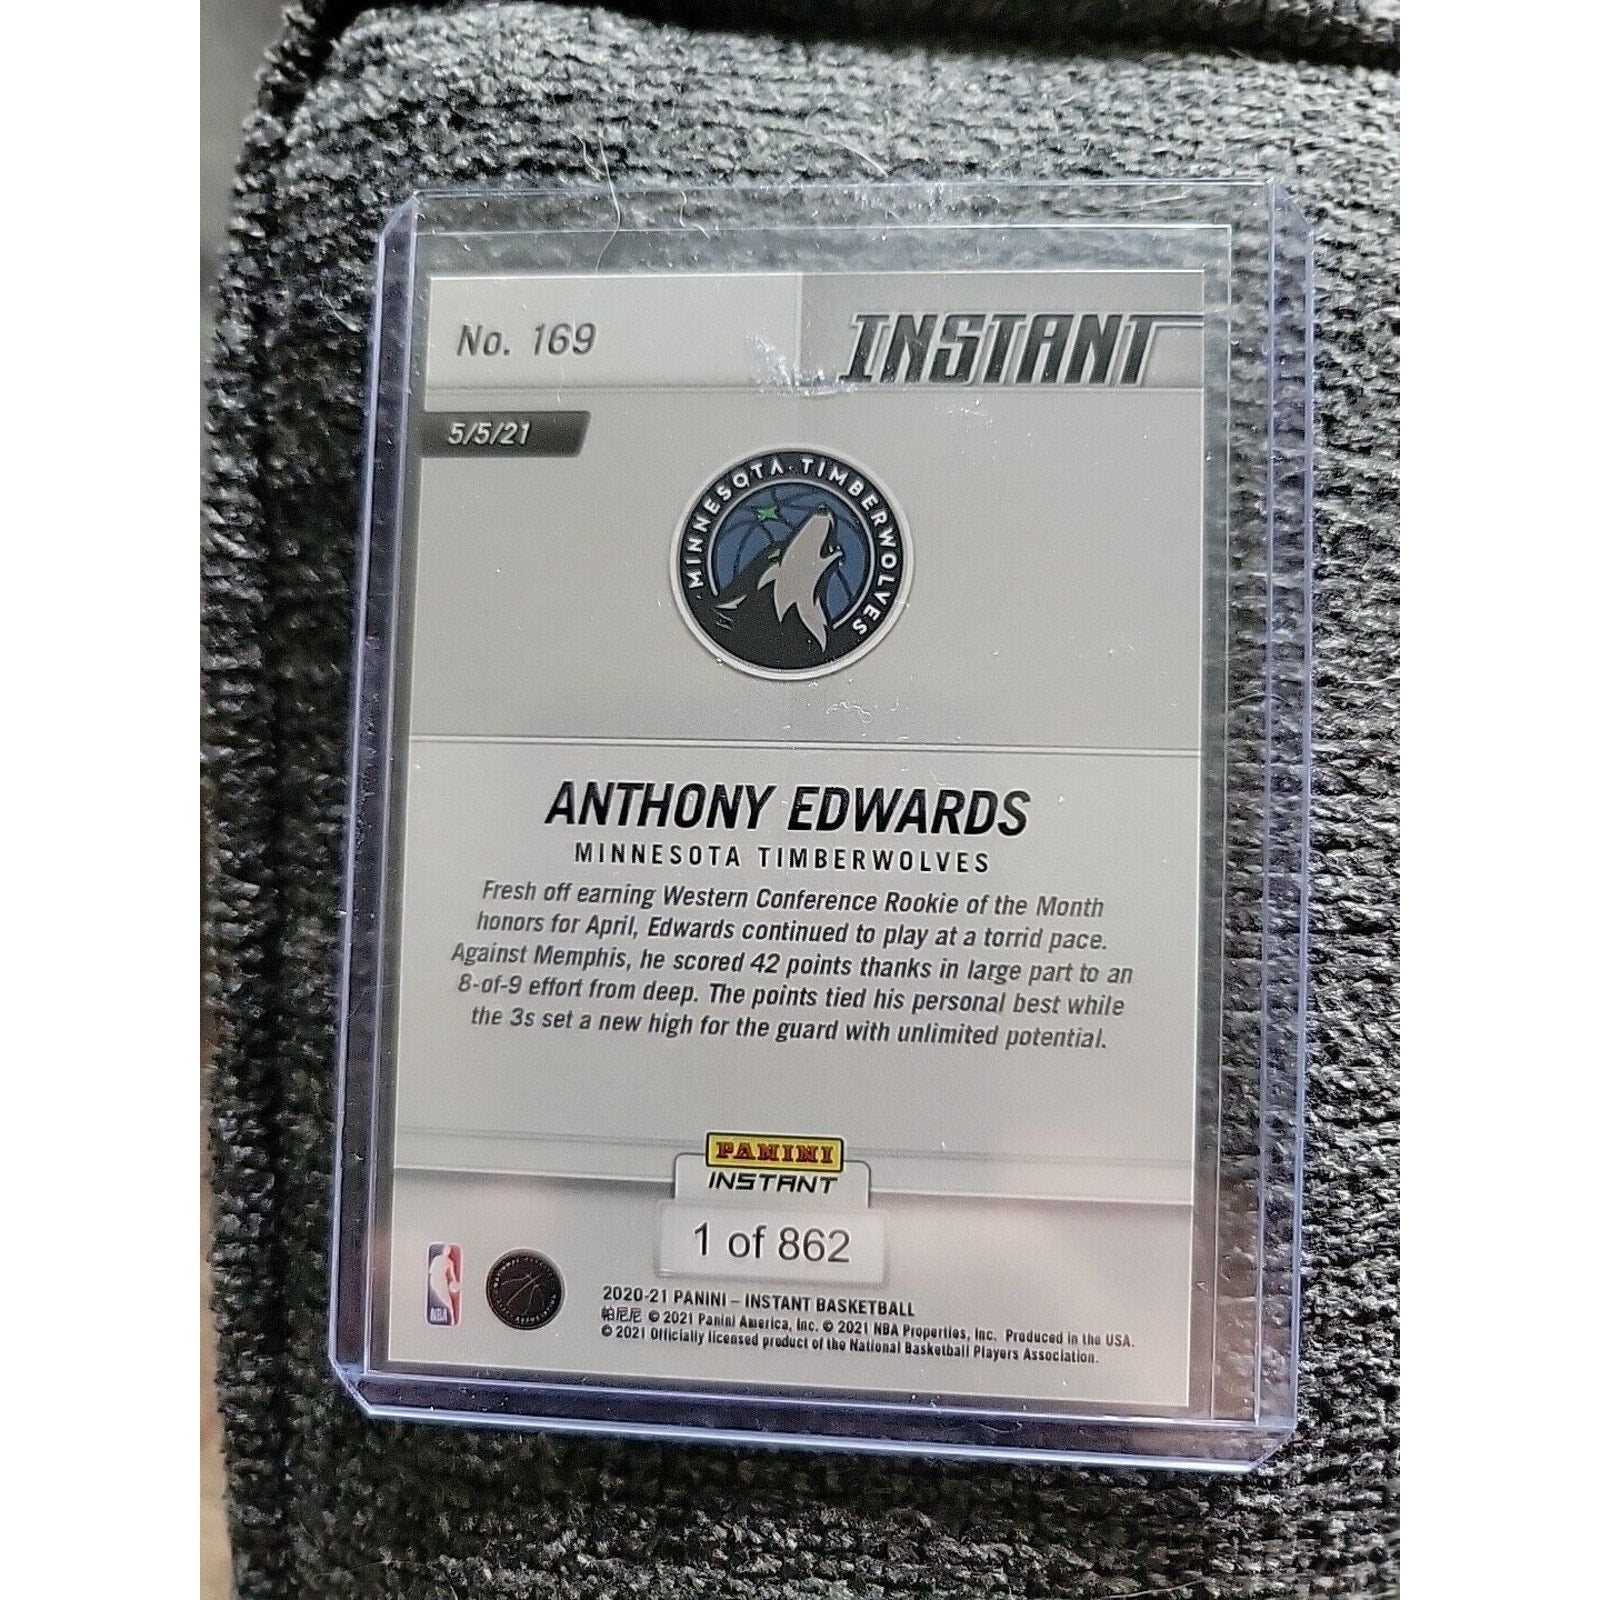 No. 169
INSTANT
5/5/21
MINNESOTA TIMBERWOLVES
ANTHONY EDWARDS
MINNESOTA TIMBERWOLVES
Fresh off earning Western Conference Rookie of the Month
honors for April, Edwards continued to play at a torrid pace.
Against Memphis, he scored 42 points thanks in large part to an
8-of-9 effort from deep. The points tied his personal best while
the 3s set a new high for the guard with unlimited potential.
PANINI
INSTANT
1 of 862
NBA
2020-21 PANINI – INSTANT BASKETBALL
帕尼尼 © 2021 Panini America, Inc. © 2021 NBA Properties, Inc. Produced in the USA.
© 2021 Officially licensed product of the National Basketball Players Association.